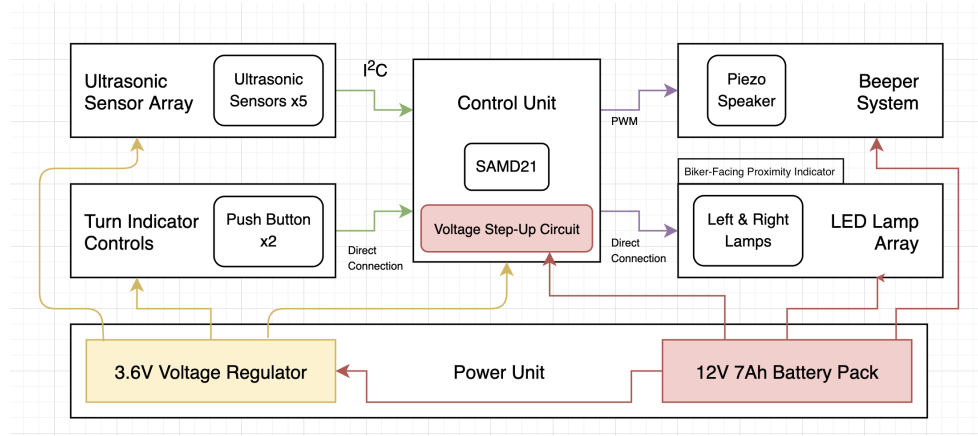 Ultrasonic
Sensor Array
Ultrasonic
Sensors x5
I²C
Control Unit
SAMD21
Voltage Step-Up Circuit
PWM
Piezo
Speaker
Beeper
System
Turn Indicator
Controls
Push Button
x2
Direct
Connection
Direct
Connection
Biker-Facing Proximity Indicator
Left & Right
Lamps
LED Lamp
Array
3.6V Voltage Regulator
Power Unit
12V 7Ah Battery Pack